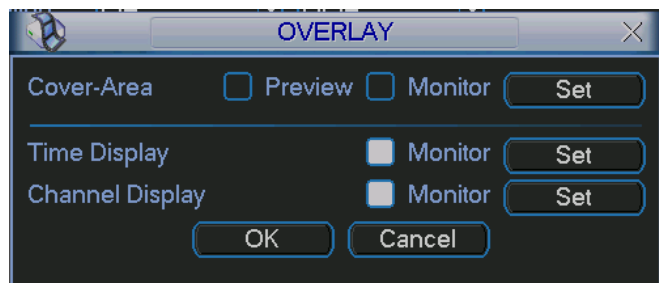 OVERLAY
Cover-Area Preview Monitor Set
Time Display Monitor Set
Channel Display Monitor Set
OK Cancel